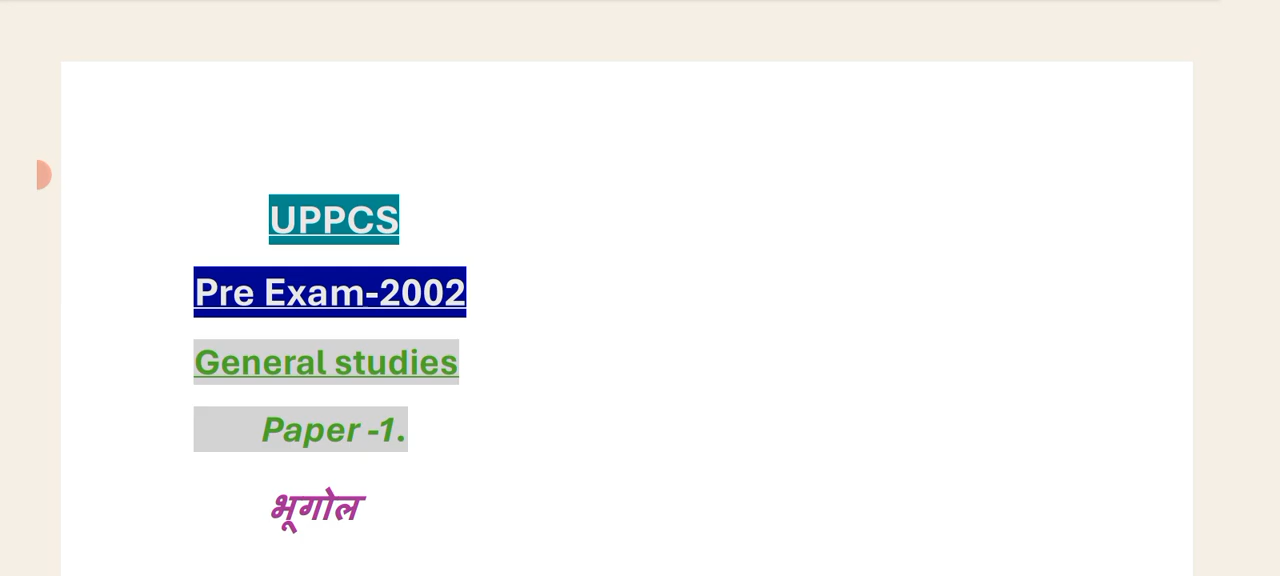 UPPCS
Pre Exam-2002
General studies
Paper -1.
भूगोल